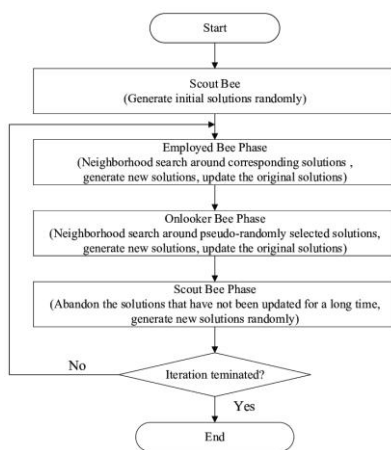 Start
Scout Bee
(Generate initial solutions randomly)
Employed Bee Phase
(Neighborhood search around corresponding solutions ,
generate new solutions, update the original solutions)
Onlooker Bee Phase
(Neighborhood search around pseudo-randomly selected solutions,
generate new solutions, update the original solutions)
Scout Bee Phase
(Abandon the solutions that have not been updated for a long time,
generate new solutions randomly)
No
Iteration teminated?
Yes
End